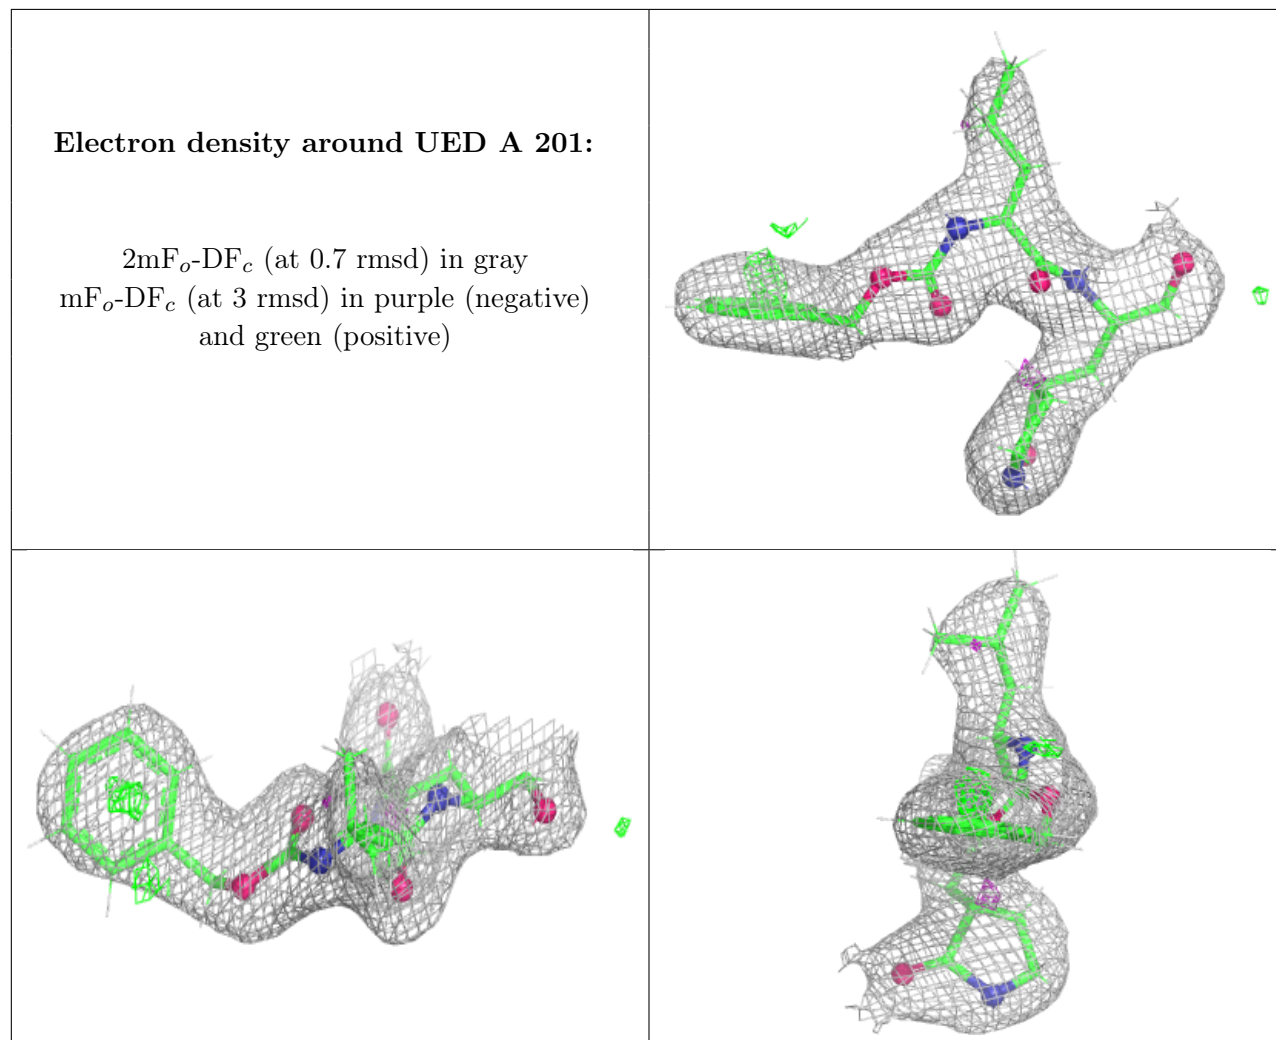 Electron density around UED A 201:
2mFo-DFc (at 0.7 rmsd) in gray
mFo-DFc (at 3 rmsd) in purple (negative)
and green (positive)